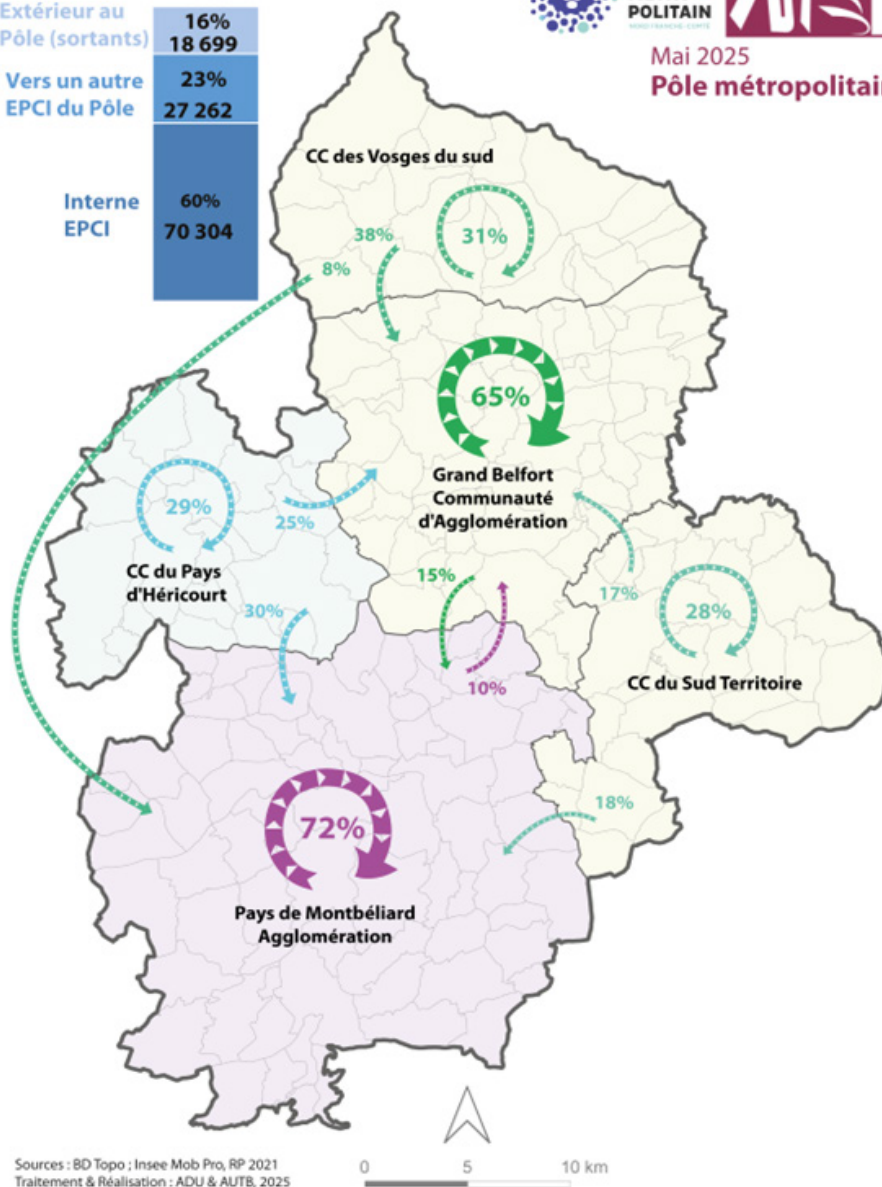 Extérieur au
Pôle (sortants)
16%
18 699
Vers un autre
EPCI du Pôle
23%
27 262
Interne
EPCI
60%
70 304
POLITAIN
NORD FRANCHE-COMTÉ
Mai 2025
Pôle métropolitain
CC des Vosges du sud
38%
31%
8%
65%
Grand Belfort
Communauté
d'Agglomération
29%
25%
CC du Pays
d'Héricourt
15%
17%
28%
30%
10%
CC du Sud Territoire
18%
72%
Pays de Montbéliard
Agglomération
Sources : BD Topo ; Insee Mob Pro, RP 2021
Traitement & Réalisation : ADU & AUTB, 2025
0 5 10 km